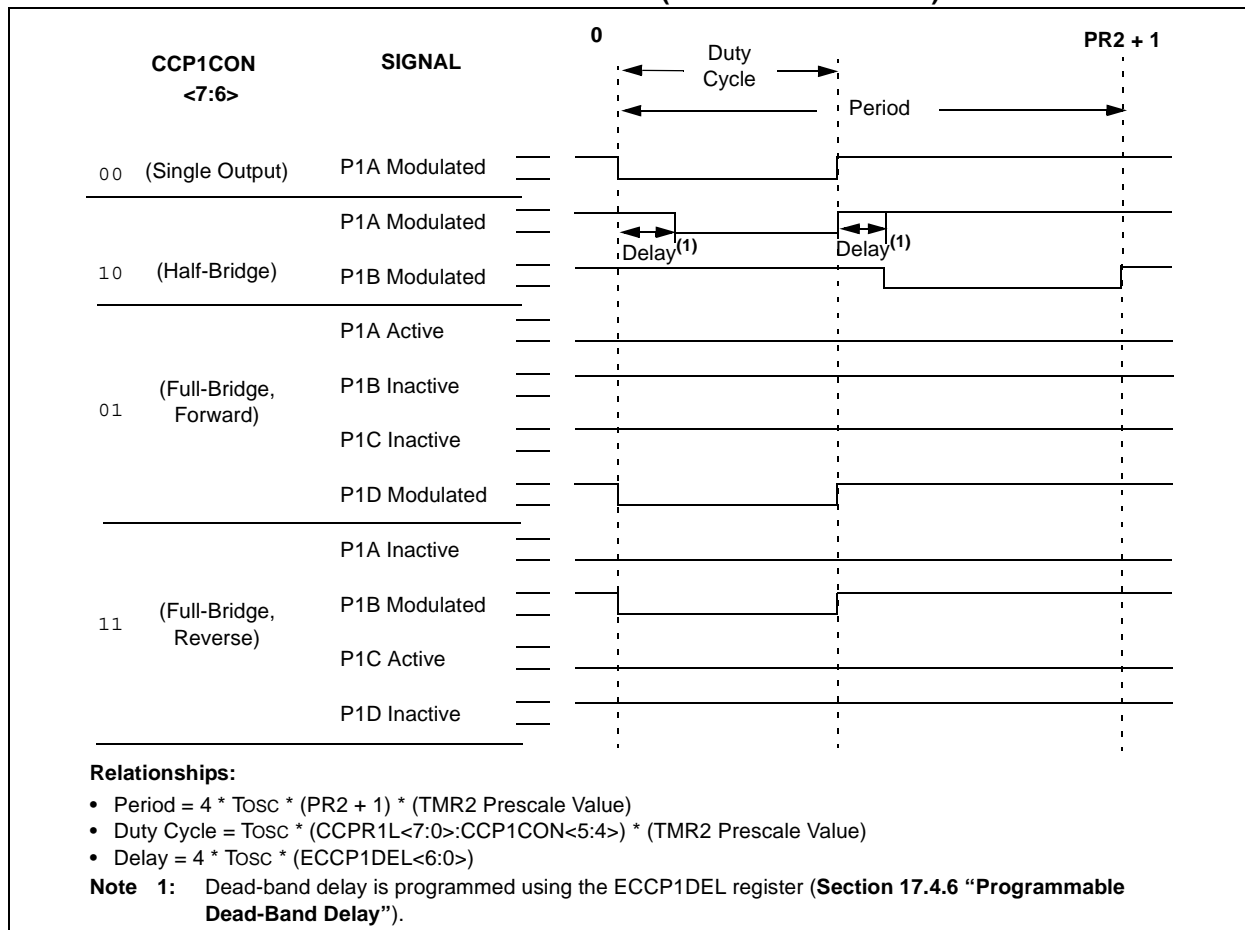 0
PR2 + 1
CCP1CON
<7:6>
SIGNAL
Duty
Cycle
Period
00 (Single Output) P1A Modulated
P1A Modulated
Delay(1) Delay(1)
10 (Half-Bridge) P1B Modulated
P1A Active
P1B Inactive
01 (Full-Bridge,
Forward)
P1C Inactive
P1D Modulated
P1A Inactive
P1B Modulated
11 (Full-Bridge,
Reverse)
P1C Active
P1D Inactive
Relationships:
• Period = 4 * TOSC * (PR2 + 1) * (TMR2 Prescale Value)
• Duty Cycle = TOSC * (CCPR1L<7:0>:CCP1CON<5:4>) * (TMR2 Prescale Value)
• Delay = 4 * TOSC * (ECCP1DEL<6:0>)
Note 1: Dead-band delay is programmed using the ECCP1DEL register (Section 17.4.6 “Programmable
Dead-Band Delay”).